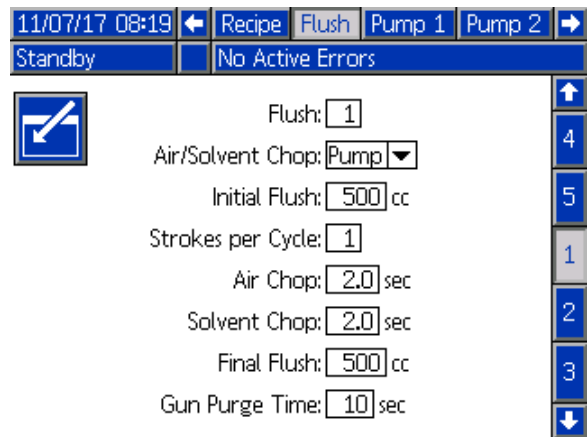 11/07/17 08:19 Recipe Flush Pump 1 Pump 2
Standby No Active Errors
Flush: 1
Air/Solvent Chop: Pump
Initial Flush: 500 cc
Strokes per Cycle: 1
Air Chop: 2.0 sec
Solvent Chop: 2.0 sec
Final Flush: 500 cc
Gun Purge Time: 10 sec
4
5
1
2
3